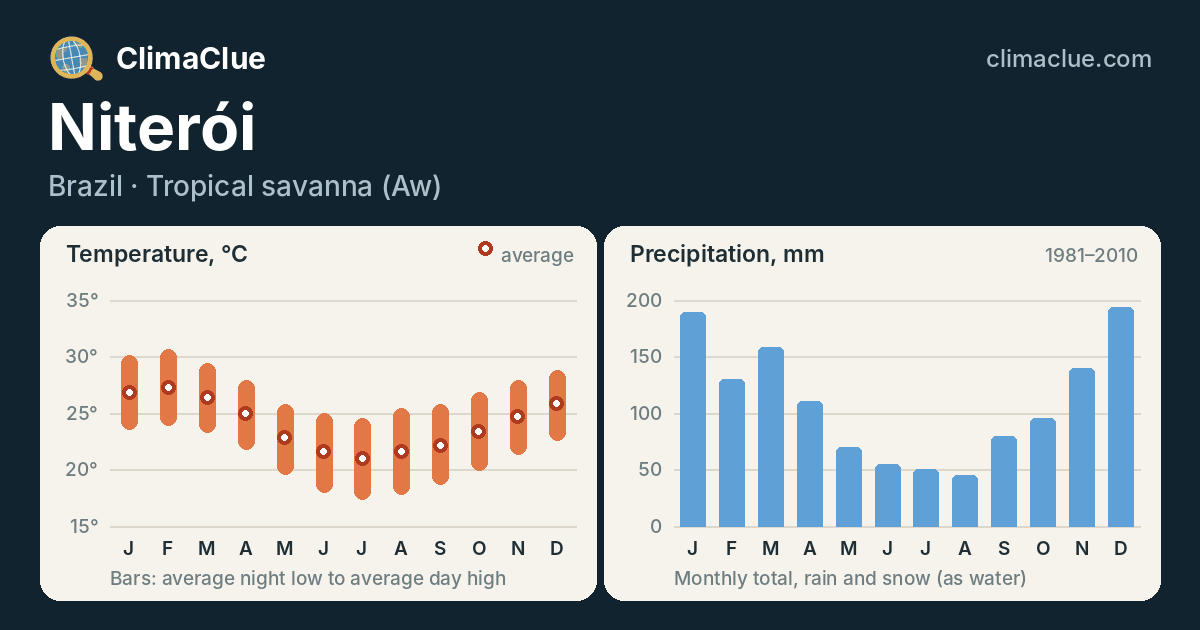 ClimaClue
climaclue.com
Niterói
Brazil · Tropical savanna (Aw)
Temperature, °C
average
35°
30°
25°
20°
15°
J F M A M J J A S O N D
Bars: average night low to average day high
Precipitation, mm
1981–2010
200
150
100
50
0
J F M A M J J A S O N D
Monthly total, rain and snow (as water)